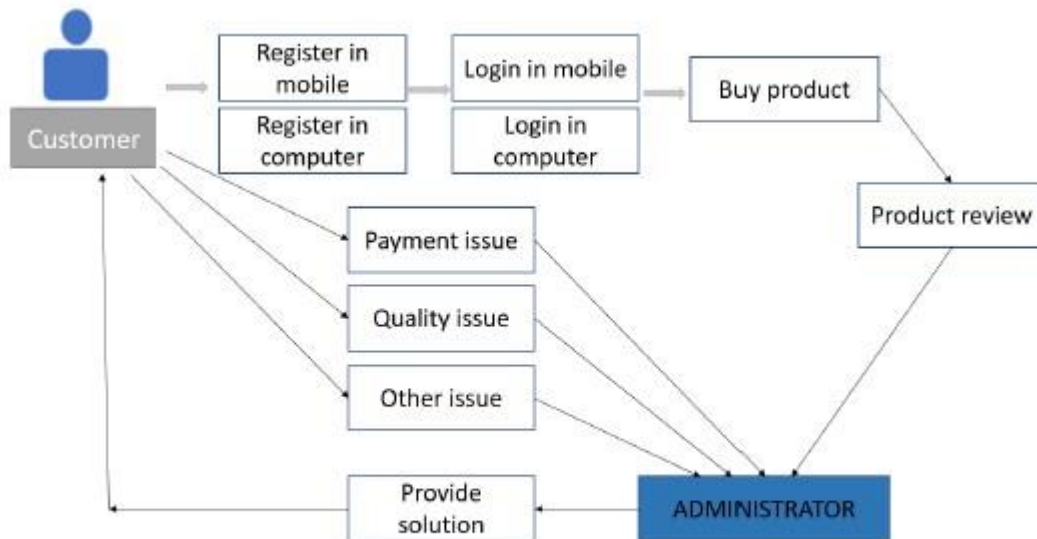 Register in
mobile
Login in mobile
Buy product
Customer
Register in
computer
Login in
computer
Product review
Payment issue
Quality issue
Other issue
Provide
solution
ADMINISTRATOR